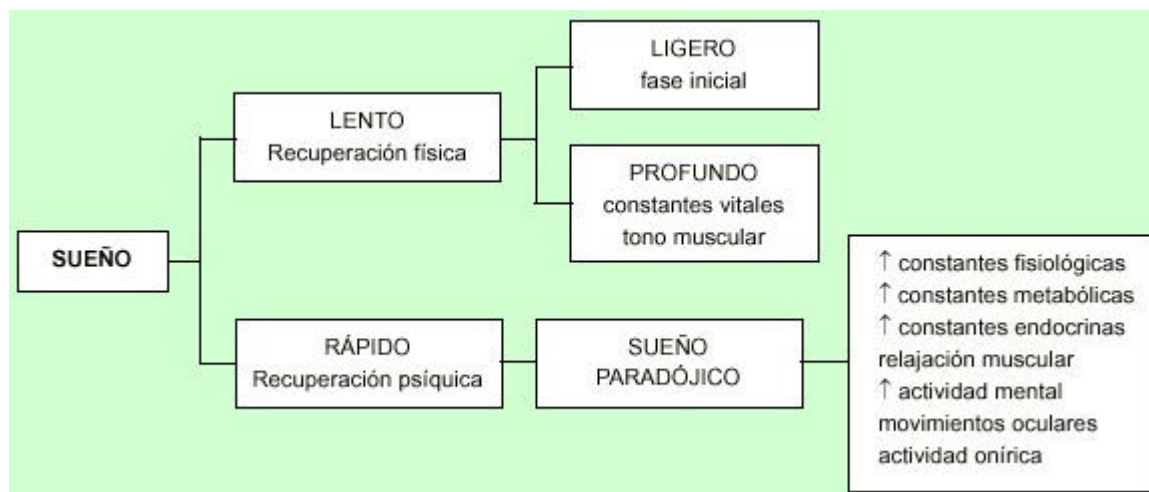 SUEÑO
LENTO
Recuperación física
LIGERO
fase inicial
PROFUNDO
constantes vitales
tono muscular
RÁPIDO
Recuperación psíquica
SUEÑO
PARADÓJICO
↑ constantes fisiológicas
↑ constantes metabólicas
↑ constantes endocrinas
relajación muscular
↑ actividad mental
movimientos oculares
actividad onírica